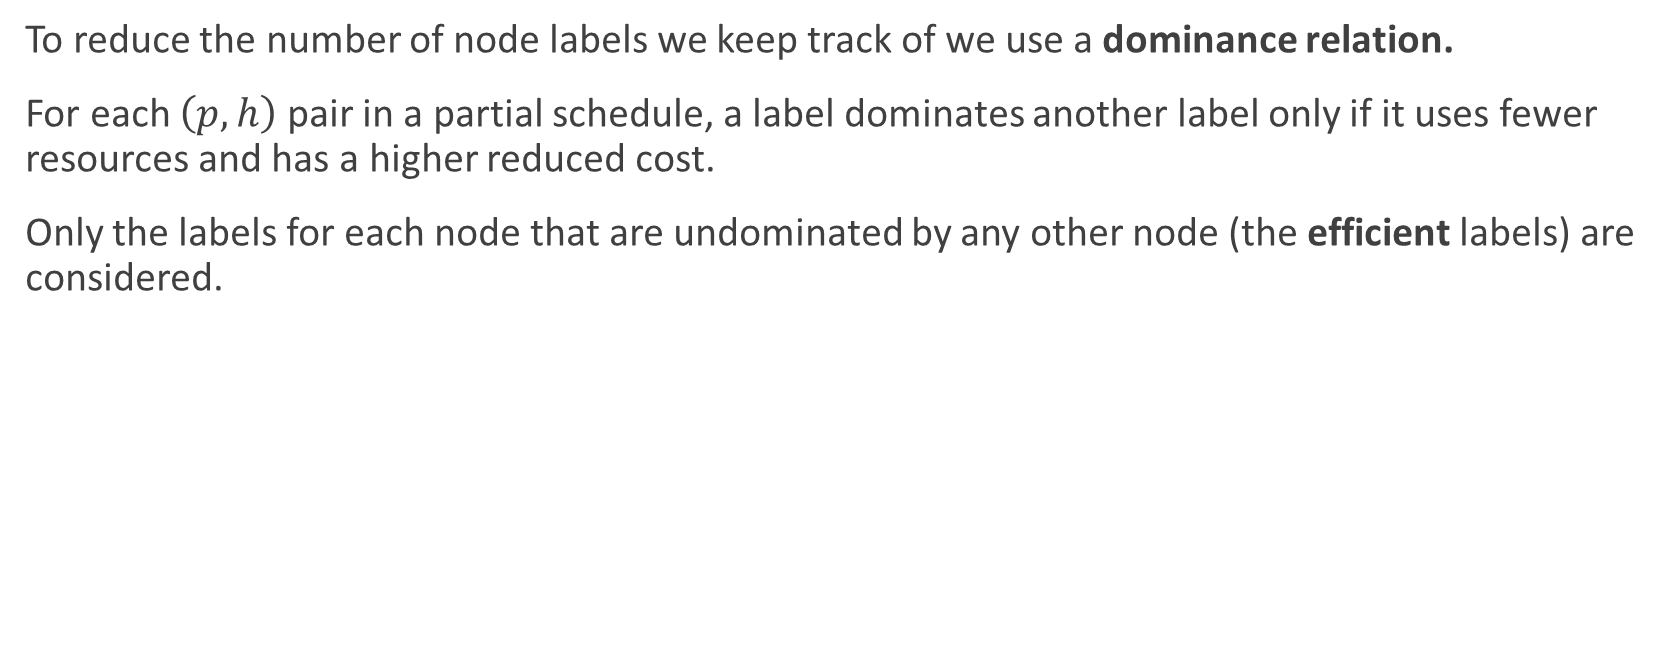 To reduce the number of node labels we keep track of we use a dominance relation.
For each (𝑝, ℎ) pair in a partial schedule, a label dominates another label only if it uses fewer
resources and has a higher reduced cost.
Only the labels for each node that are undominated by any other node (the efficient labels) are
considered.